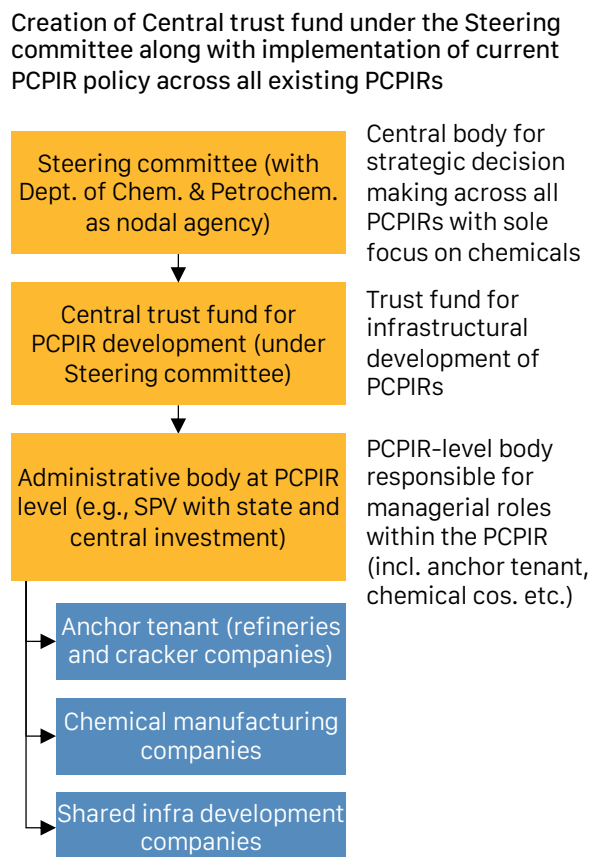 Creation of Central trust fund under the Steering
committee along with implementation of current
PCPIR policy across all existing PCPIRs
Steering committee (with
Dept. of Chem. & Petrochem.
as nodal agency)
Central body for
strategic decision
making across all
PCPIRs with sole
focus on chemicals
Central trust fund for
PCPIR development (under
Steering committee)
Trust fund for
infrastructural
development of
PCPIRs
Administrative body at PCPIR
level (e.g., SPV with state and
central investment)
PCPIR-level body
responsible for
managerial roles
within the PCPIR
(incl. anchor tenant,
chemical cos. etc.)
Anchor tenant (refineries
and cracker companies)
Chemical manufacturing
companies
Shared infra development
companies